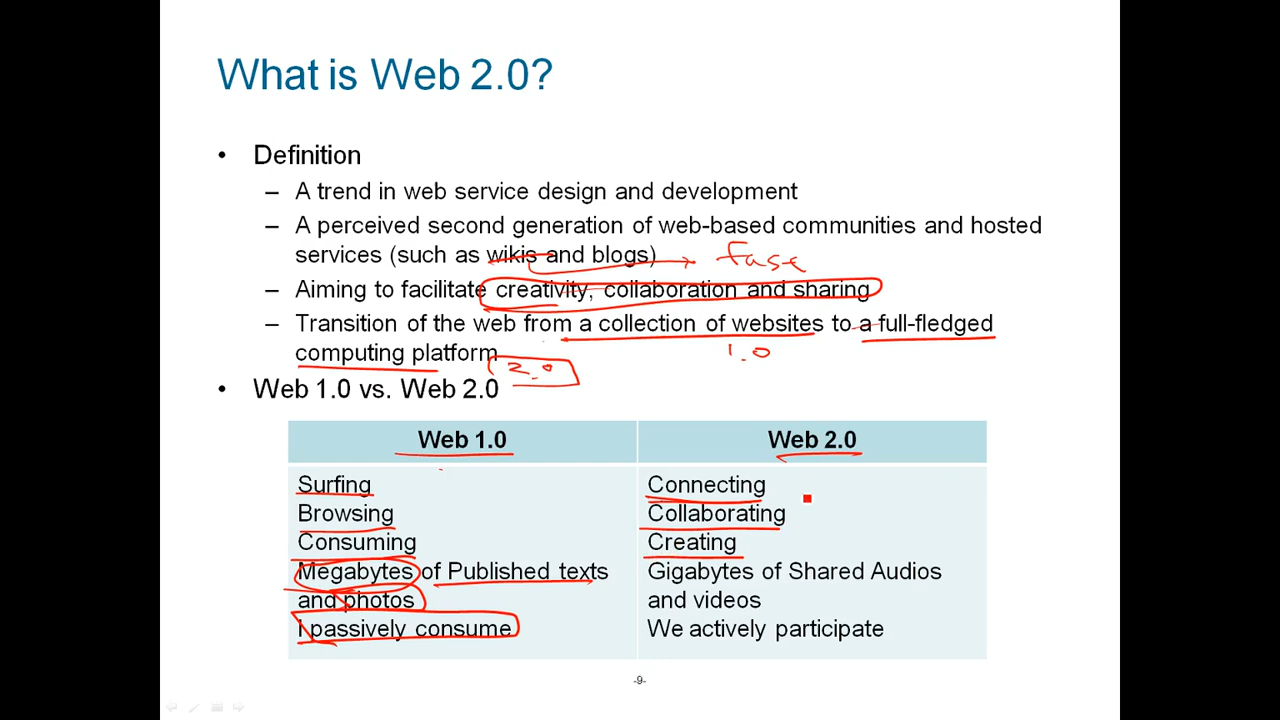 What is Web 2.0?
• Definition
– A trend in web service design and development
– A perceived second generation of web-based communities and hosted
services (such as wikis and blogs)
– Aiming to facilitate creativity, collaboration and sharing
– Transition of the web from a collection of websites to a full-fledged
computing platform
1.0
2.0
• Web 1.0 vs. Web 2.0
Web 1.0 Web 2.0
Surfing Connecting
Browsing Collaborating
Consuming Creating
Megabytes of Published texts Gigabytes of Shared Audios
and photos and videos
I passively consume We actively participate
-9-